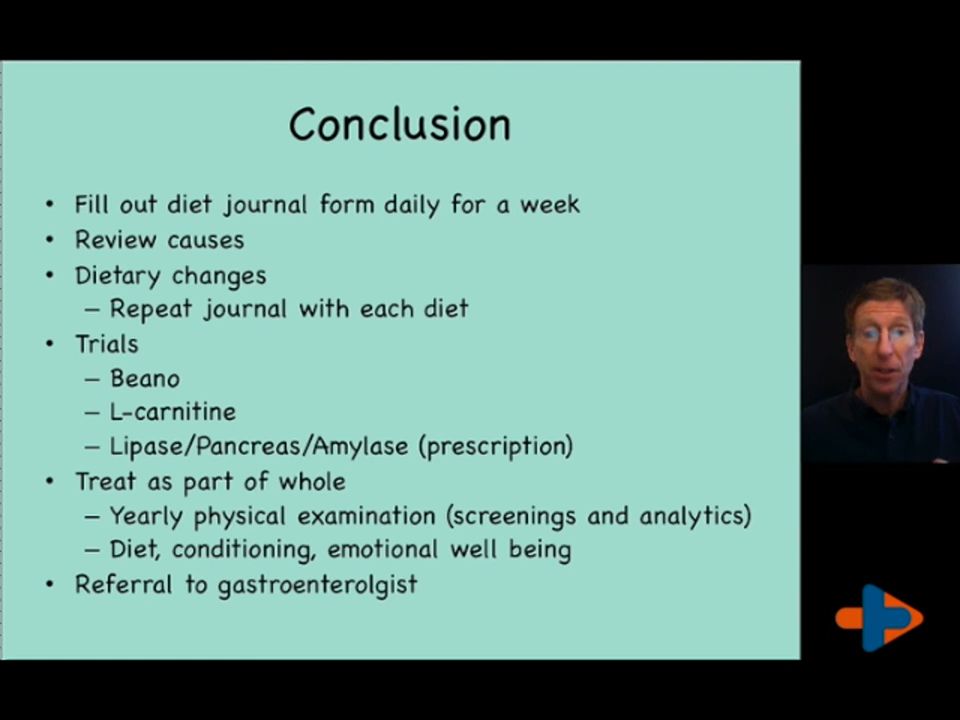 Conclusion
• Fill out diet journal form daily for a week
• Review causes
• Dietary changes
– Repeat journal with each diet
• Trials
– Beano
– L-carnitine
– Lipase/Pancreas/Amylase (prescription)
• Treat as part of whole
– Yearly physical examination (screenings and analytics)
– Diet, conditioning, emotional well being
• Referral to gastroenterolgist